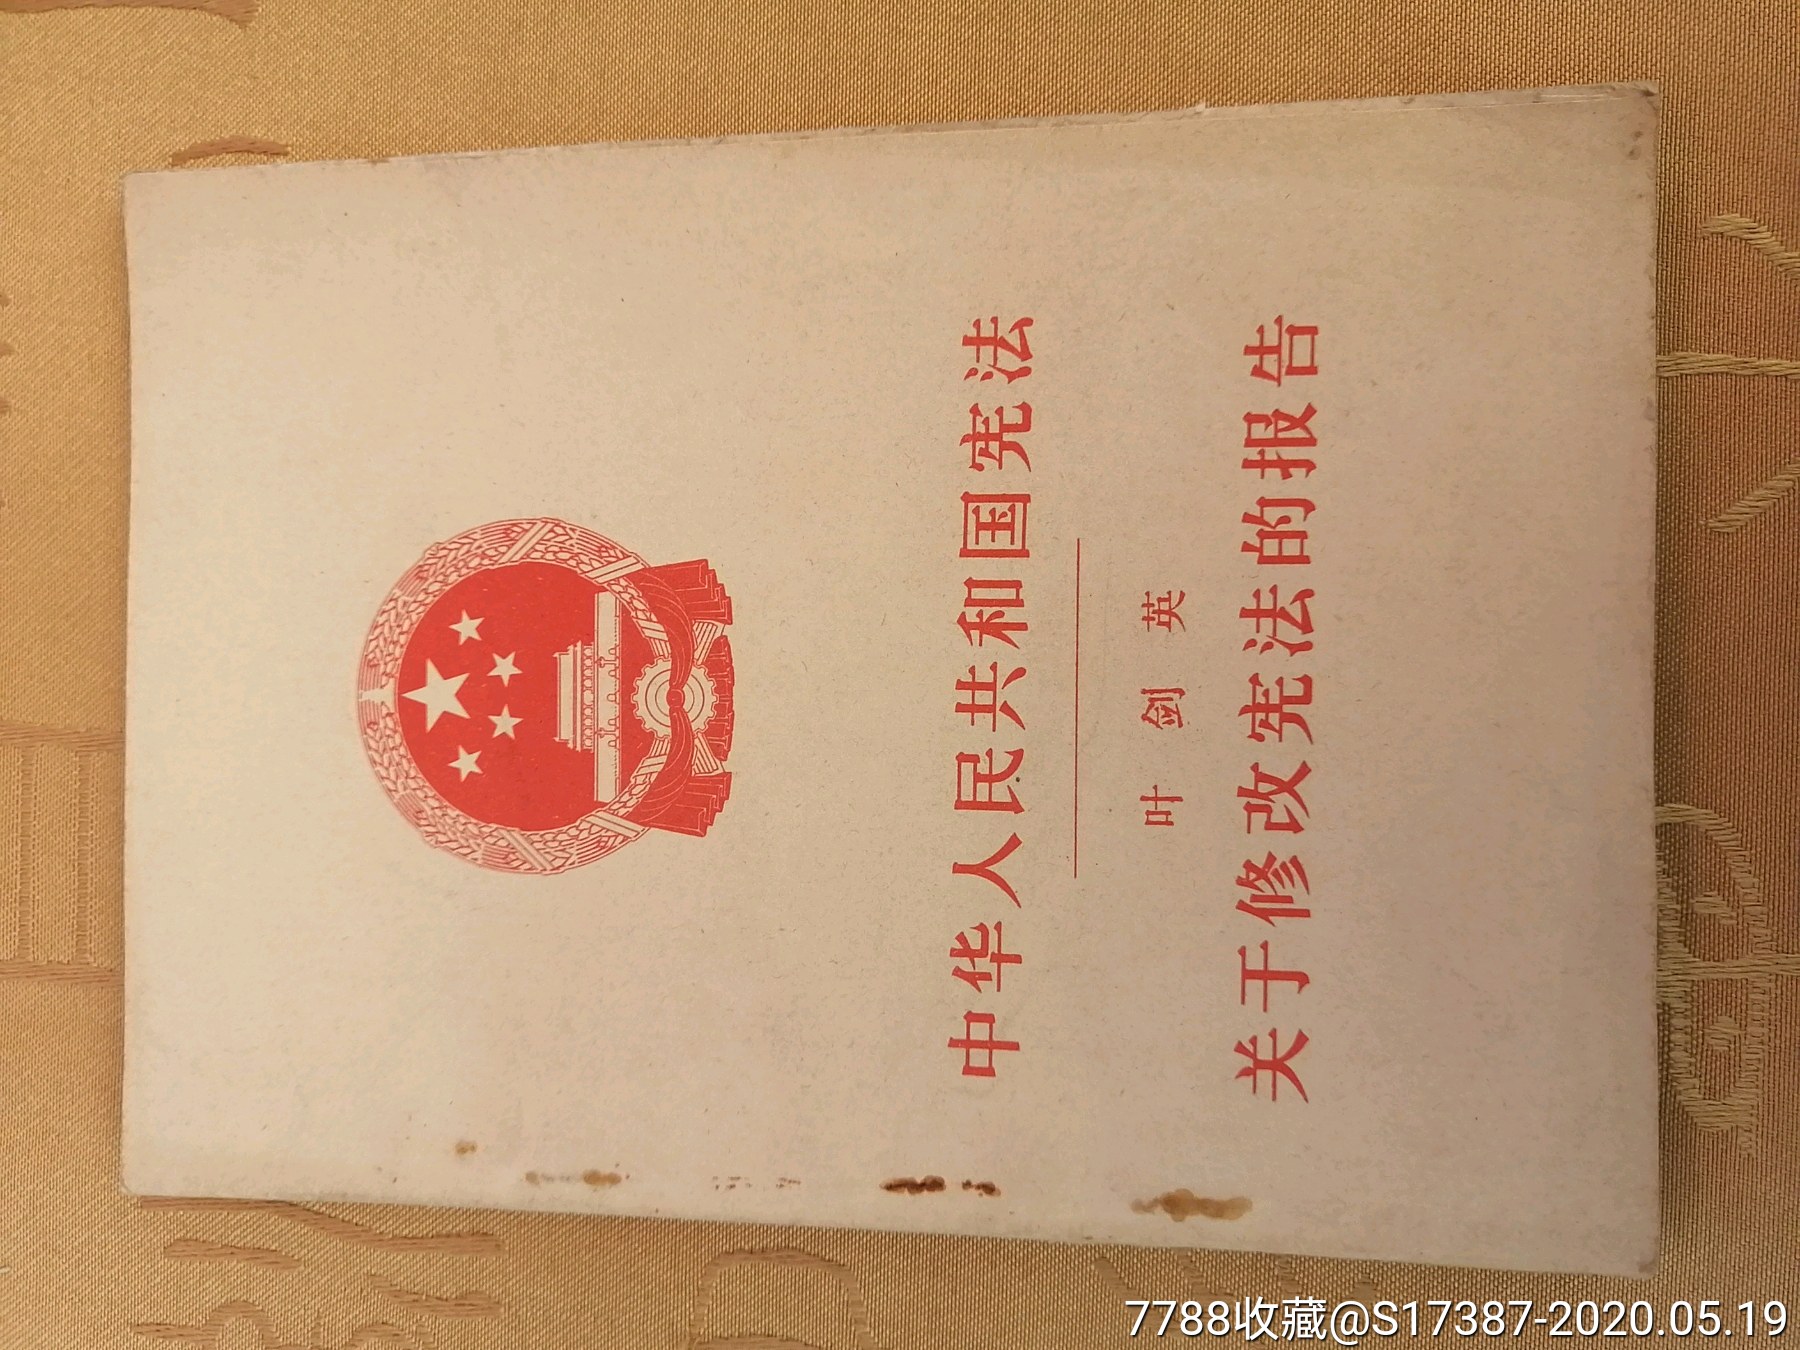 中华人民共和国宪法
叶剑英
关于修改宪法的报告
7788收藏@S17387-2020.05.19